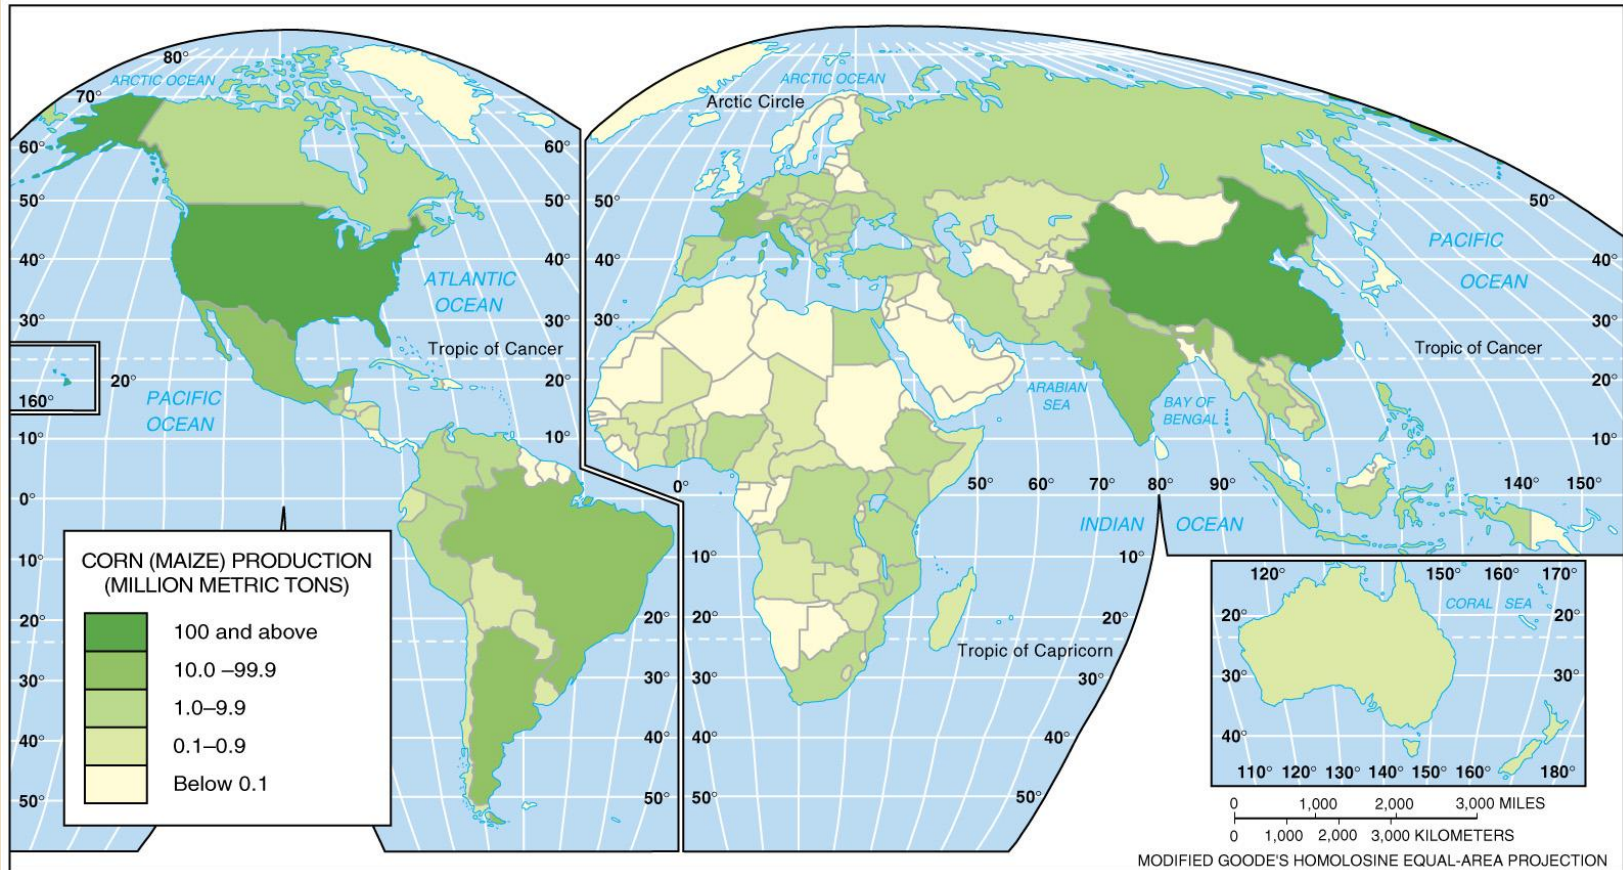 80°
ARCTIC OCEAN
70°
60°
50°
40°
30°
20°
160°
10°
0°
10°
20°
30°
40°
50°
60°
50°
40°
30°
20°
10°
0°
20°
30°
40°
50°
ATLANTIC
OCEAN
Tropic of Cancer
PACIFIC
OCEAN
CORN (MAIZE) PRODUCTION
(MILLION METRIC TONS)
100 and above
10.0 –99.9
1.0–9.9
0.1–0.9
Below 0.1
ARCTIC OCEAN
Arctic Circle
50°
40°
30°
50°
40°
30°
20°
10°
PACIFIC
OCEAN
Tropic of Cancer
ARABIAN
SEA
BAY OF
BENGAL
50°
60°
70°
80°
90°
140°
150°
INDIAN
OCEAN
10°
10°
20°
20°
Tropic of Capricorn
30°
30°
40°
40°
50°
50°
120°
150°
160°
170°
20°
CORAL SEA
30°
30°
40°
40°
110°
120°
130°
140°
150°
160°
180°
0 1,000 2,000 3,000 MILES
0 1,000 2,000 3,000 KILOMETERS
MODIFIED GOODE'S HOMOLOSINE EQUAL-AREA PROJECTION